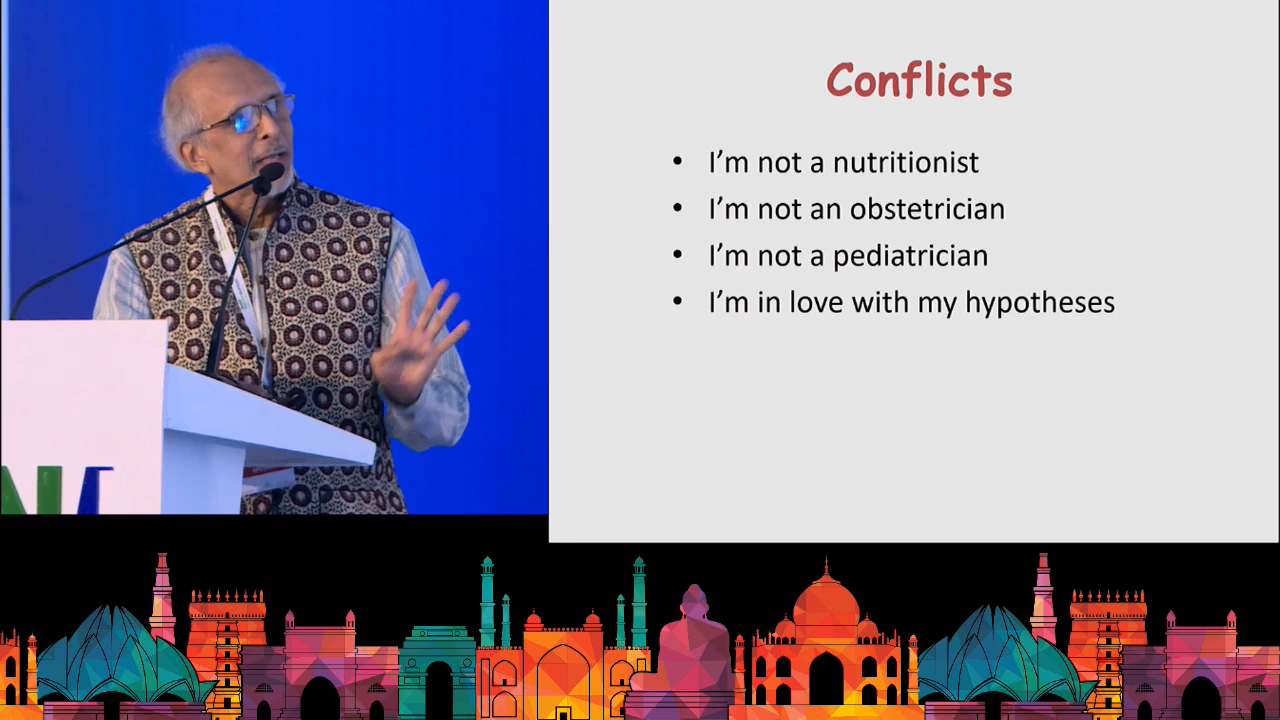 Conflicts
• I’m not a nutritionist
• I’m not an obstetrician
• I’m not a pediatrician
• I’m in love with my hypotheses